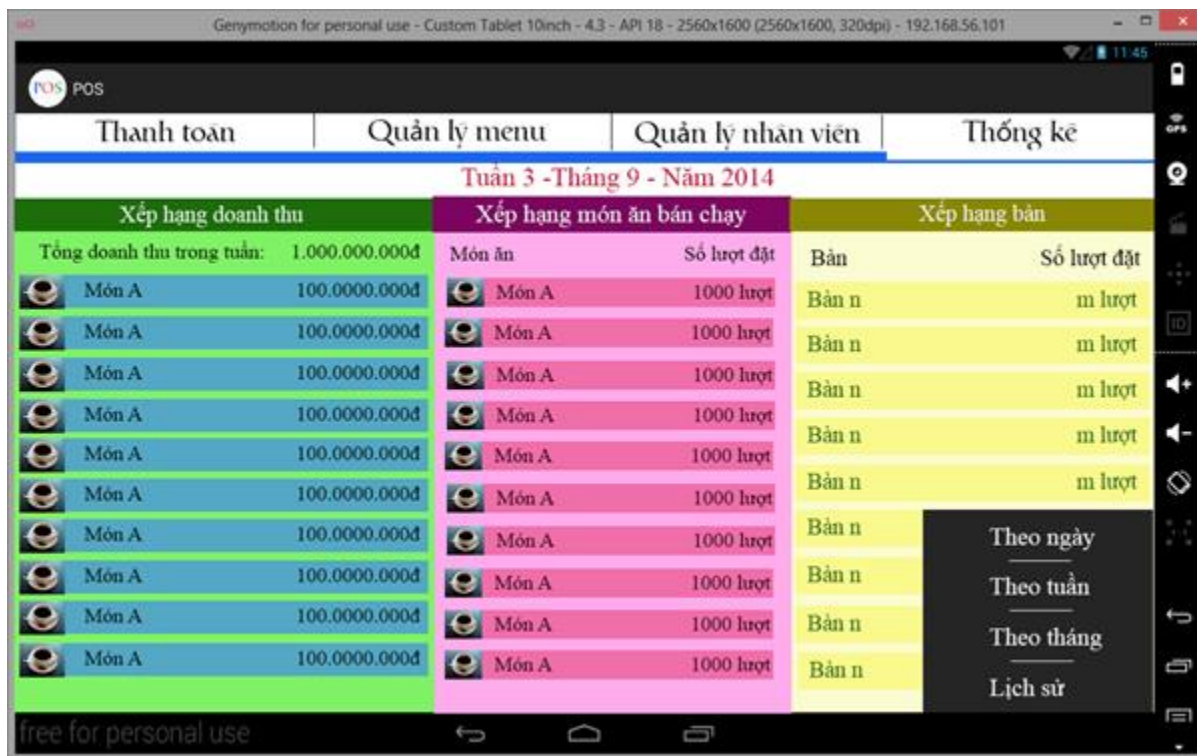 Genymotion for personal use - Custom Tablet 10inch - 4.3 - API 18 - 2560x1600 (2560x1600, 320dpi) - 192.168.56.101
11:45
POS POS
GPS
Thanh toán Quản lý menu Quản lý nhân viên Thống kê
Tuần 3 -Tháng 9 - Năm 2014
Xếp hạng doanh thu Xếp hạng món ăn bán chạy Xếp hạng bàn
Tổng doanh thu trong tuần: 1.000.000.000đ Món ăn Số lượt đặt Bàn Số lượt đặt
Món A 100.0000.000đ Món A 1000 lượt Bàn n m lượt
Món A 100.0000.000đ Món A 1000 lượt Bàn n m lượt
ID
Món A 100.0000.000đ Món A 1000 lượt Bàn n m lượt
Món A 100.0000.000đ Món A 1000 lượt Bàn n m lượt
Món A 100.0000.000đ Món A 1000 lượt Bàn n m lượt
Món A 100.0000.000đ Món A 1000 lượt Bàn n
Món A 100.0000.000đ Món A 1000 lượt Bàn n
Món A 100.0000.000đ Món A 1000 lượt Bàn n
Món A 100.0000.000đ Món A 1000 lượt Bàn n
Món A 100.0000.000đ Món A 1000 lượt
Theo ngày
Theo tuần
Theo tháng
Lịch sử
free for personal use